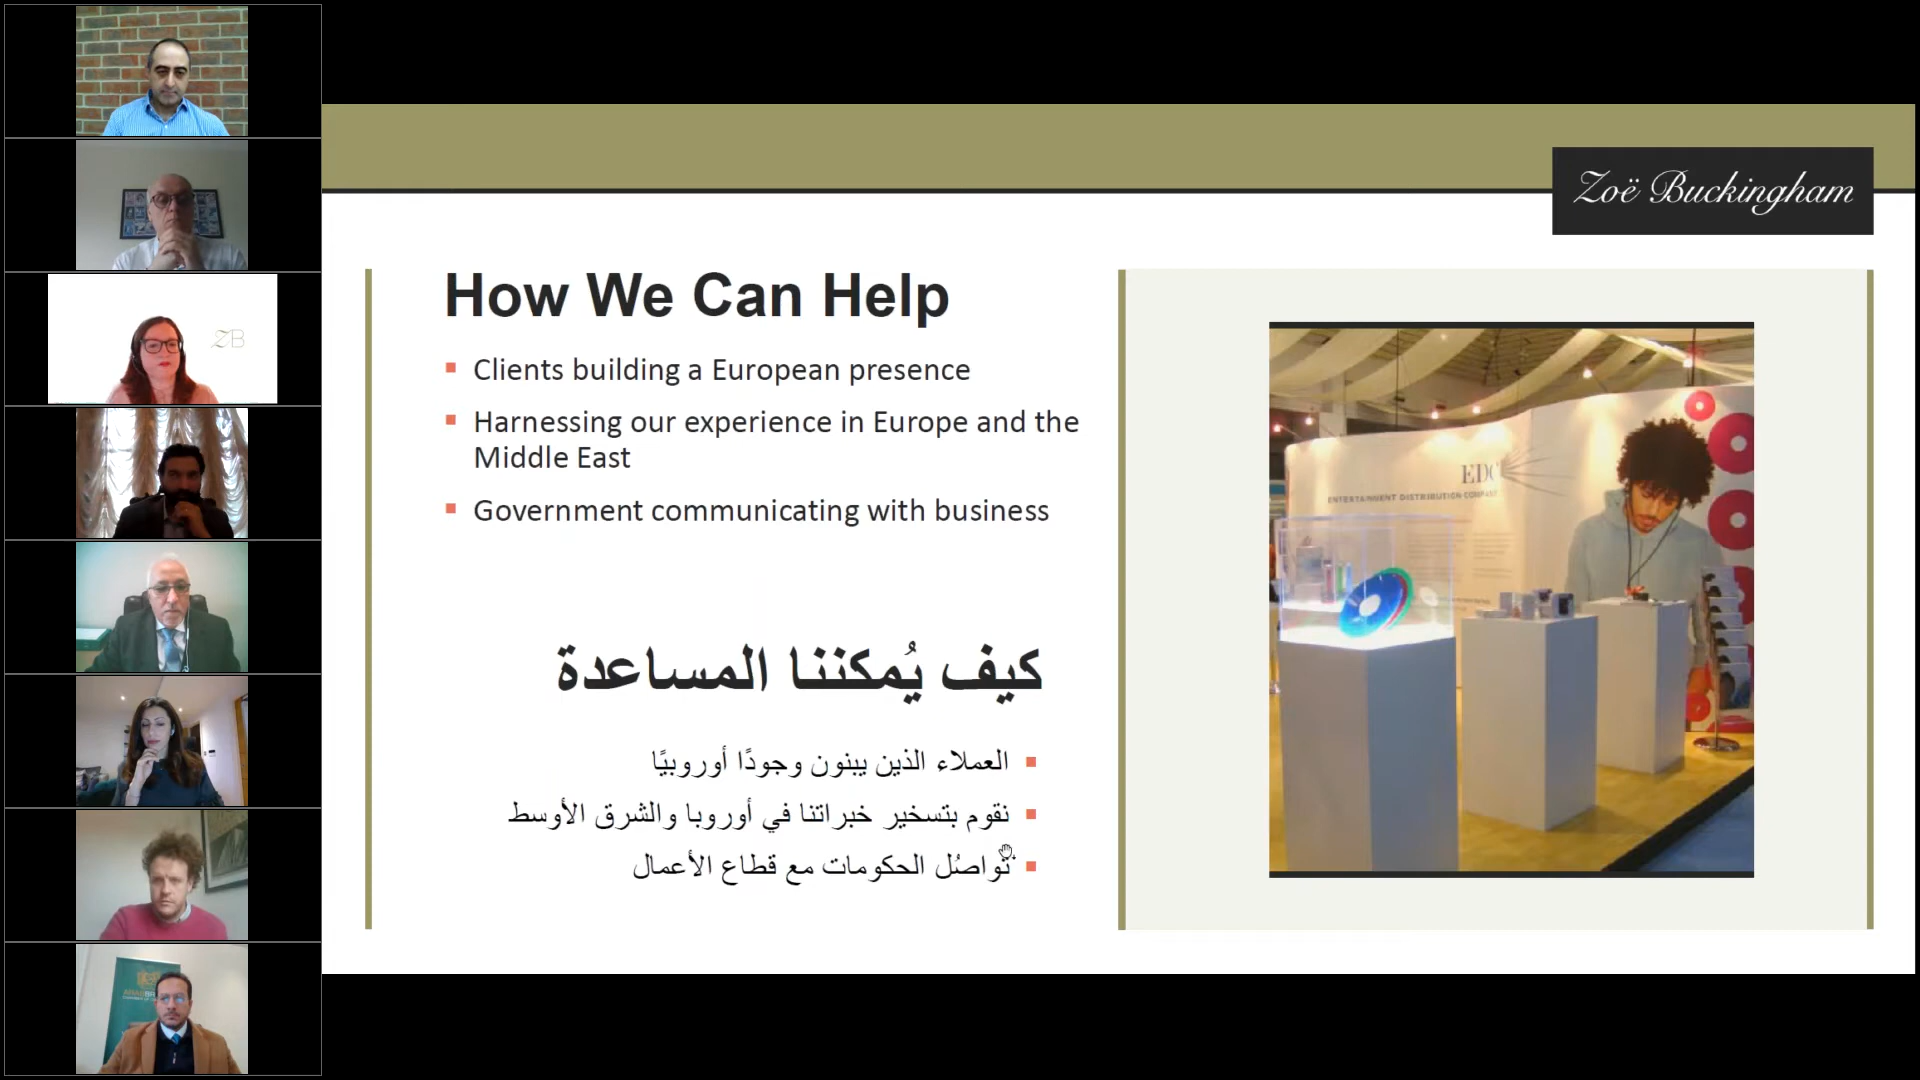 Zoë Buckingham
How We Can Help
Clients building a European presence
Harnessing our experience in Europe and the
Middle East
Government communicating with business
كيف يُمكننا المساعدة
العملاء الذين يبنون وجودًا أوروبيًا
نقوم بتسخير خبراتنا في أوروبا والشرق الأوسط
تواصُل الحكومات مع قطاع الأعمال
EDC
ENTERTAINMENT DISTRIBUTION COMPANY
ZB